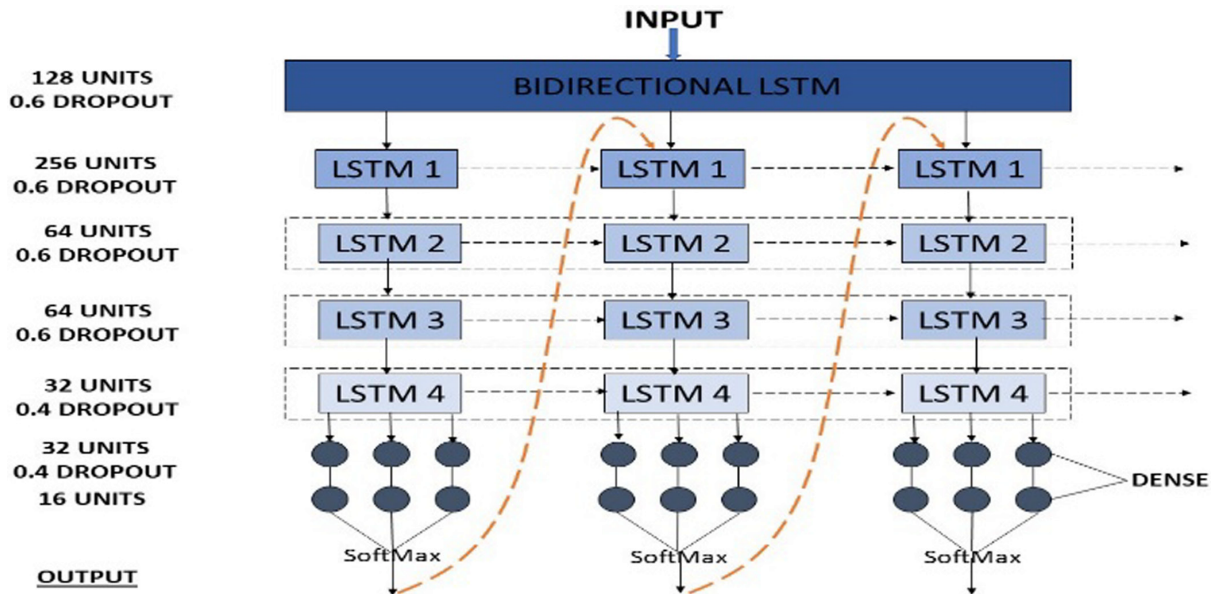 INPUT
128 UNITS
0.6 DROPOUT
BIDIRECTIONAL LSTM
256 UNITS
0.6 DROPOUT
LSTM 1 LSTM 1 LSTM 1
64 UNITS
0.6 DROPOUT
LSTM 2 LSTM 2 LSTM 2
64 UNITS
0.6 DROPOUT
LSTM 3 LSTM 3 LSTM 3
32 UNITS
0.4 DROPOUT
LSTM 4 LSTM 4 LSTM 4
32 UNITS
0.4 DROPOUT
16 UNITS
DENSE
SoftMax SoftMax SoftMax
OUTPUT